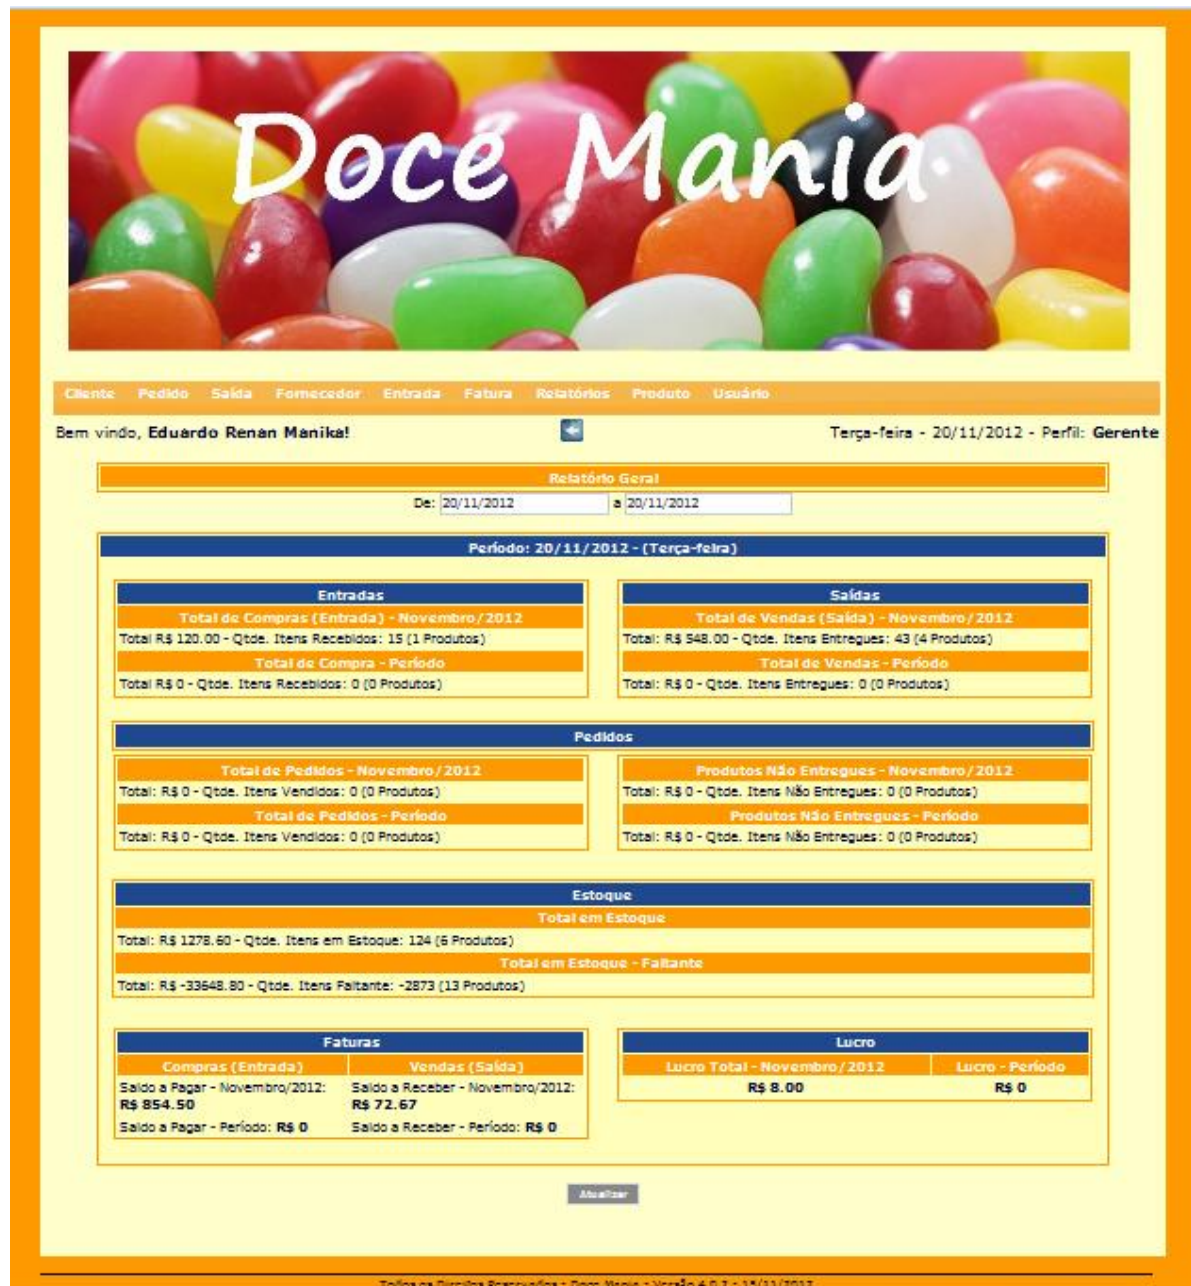 Doce Mania
Cliente Pedido Saída Fornecedor Entrada Fatura Relatórios Produto Usuário
Bem vindo, Eduardo Renan Manika! Terça-feira - 20/11/2012 - Perfil: Gerente
Relatório Geral
De: 20/11/2012 a 20/11/2012
Período: 20/11/2012 - (Terça-feira)
Entradas
Total de Compras (Entrada) - Novembro/2012
Total R$ 120.00 - Qtde. Itens Recebidos: 15 (1 Produtos)
Total de Compra - Período
Total R$ 0 - Qtde. Itens Recebidos: 0 (0 Produtos)
Saídas
Total de Vendas (Saída) - Novembro/2012
Total: R$ 548.00 - Qtde. Itens Entregues: 43 (4 Produtos)
Total de Vendas - Período
Total: R$ 0 - Qtde. Itens Entregues: 0 (0 Produtos)
Pedidos
Total de Pedidos - Novembro/2012
Total: R$ 0 - Qtde. Itens Vendidos: 0 (0 Produtos)
Total de Pedidos - Período
Total: R$ 0 - Qtde. Itens Vendidos: 0 (0 Produtos)
Produtos Não Entregues - Novembro/2012
Total: R$ 0 - Qtde. Itens Não Entregues: 0 (0 Produtos)
Produtos Não Entregues - Período
Total: R$ 0 - Qtde. Itens Não Entregues: 0 (0 Produtos)
Estoque
Total em Estoque
Total: R$ 1278.60 - Qtde. Itens em Estoque: 124 (6 Produtos)
Total em Estoque - Faltante
Total: R$ -33648.80 - Qtde. Itens Faltante: -2873 (13 Produtos)
Faturas
Compras (Entrada) Vendas (Saída)
Saldo a Pagar - Novembro/2012: Saldo a Receber - Novembro/2012:
R$ 854.50 R$ 72.67
Saldo a Pagar - Período: R$ 0 Saldo a Receber - Período: R$ 0
Lucro
Lucro Total - Novembro/2012 Lucro - Período
R$ 8.00 R$ 0
Atualizar
Todos os Direitos Reservados - Doce Mania - Versão